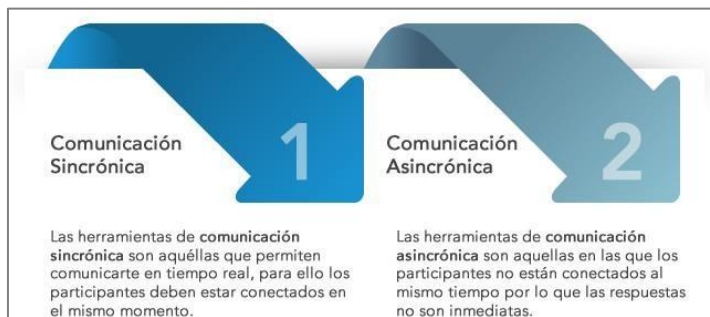 1
Comunicación
Sincrónica
Las herramientas de comunicación
sincrónica son aquéllas que permiten
comunicarte en tiempo real, para ello los
participantes deben estar conectados en
el mismo momento.
2
Comunicación
Asincrónica
Las herramientas de comunicación
asincrónica son aquellas en las que los
participantes no están conectados al
mismo tiempo por lo que las respuestas
no son inmediatas.